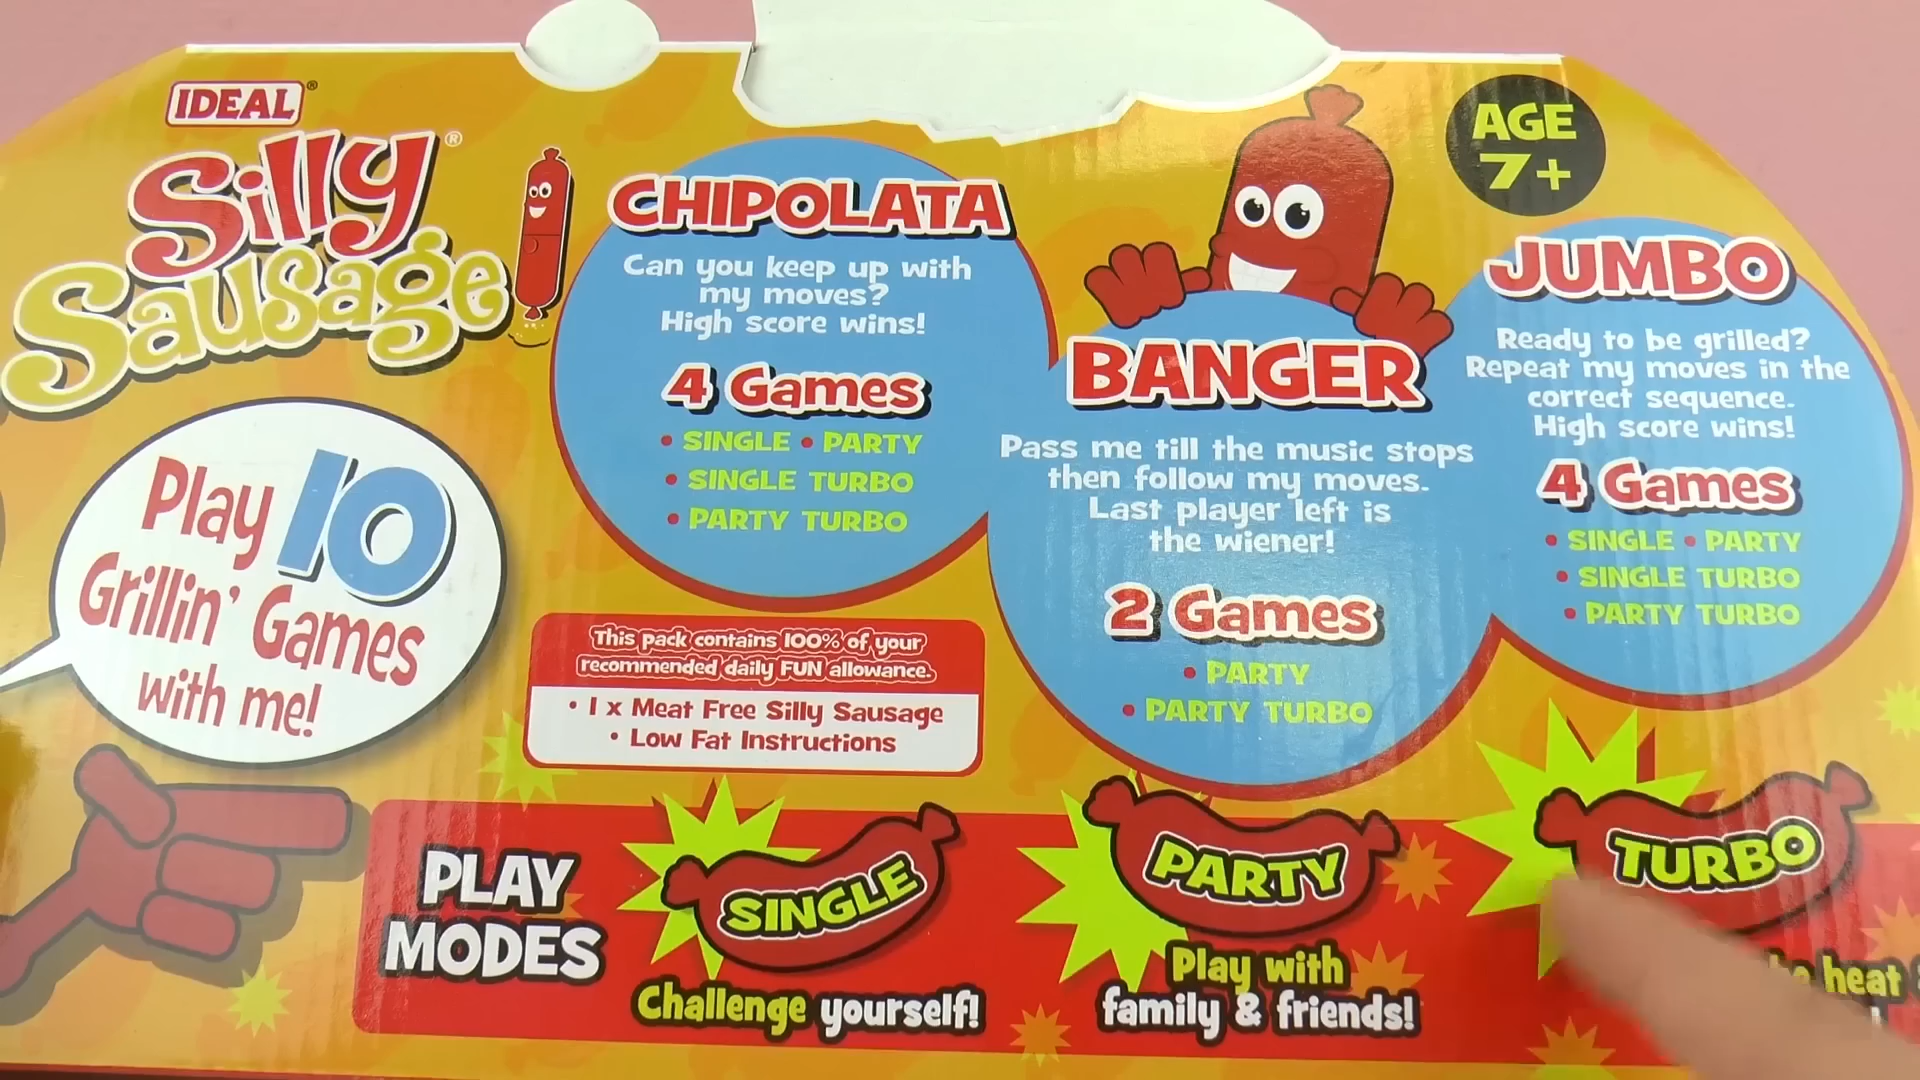 IDEAL®
Silly®
Sausage
Play 10
Grillin' Games
with me!
CHIPOLATA
Can you keep up with
my moves?
High score wins!
4 Games
• SINGLE • PARTY
• SINGLE TURBO
• PARTY TURBO
This pack contains 100% of your
recommended daily FUN allowance.
• 1 x Meat Free Silly Sausage
• Low Fat Instructions
BANGER
Pass me till the music stops
then follow my moves.
Last player left is
the wiener!
2 Games
• PARTY
• PARTY TURBO
AGE
7+
JUMBO
Ready to be grilled?
Repeat my moves in the
correct sequence.
High score wins!
4 Games
• SINGLE • PARTY
• SINGLE TURBO
• PARTY TURBO
PLAY
MODES
SINGLE
Challenge yourself!
PARTY
Play with
family & friends!
TURBO
heat